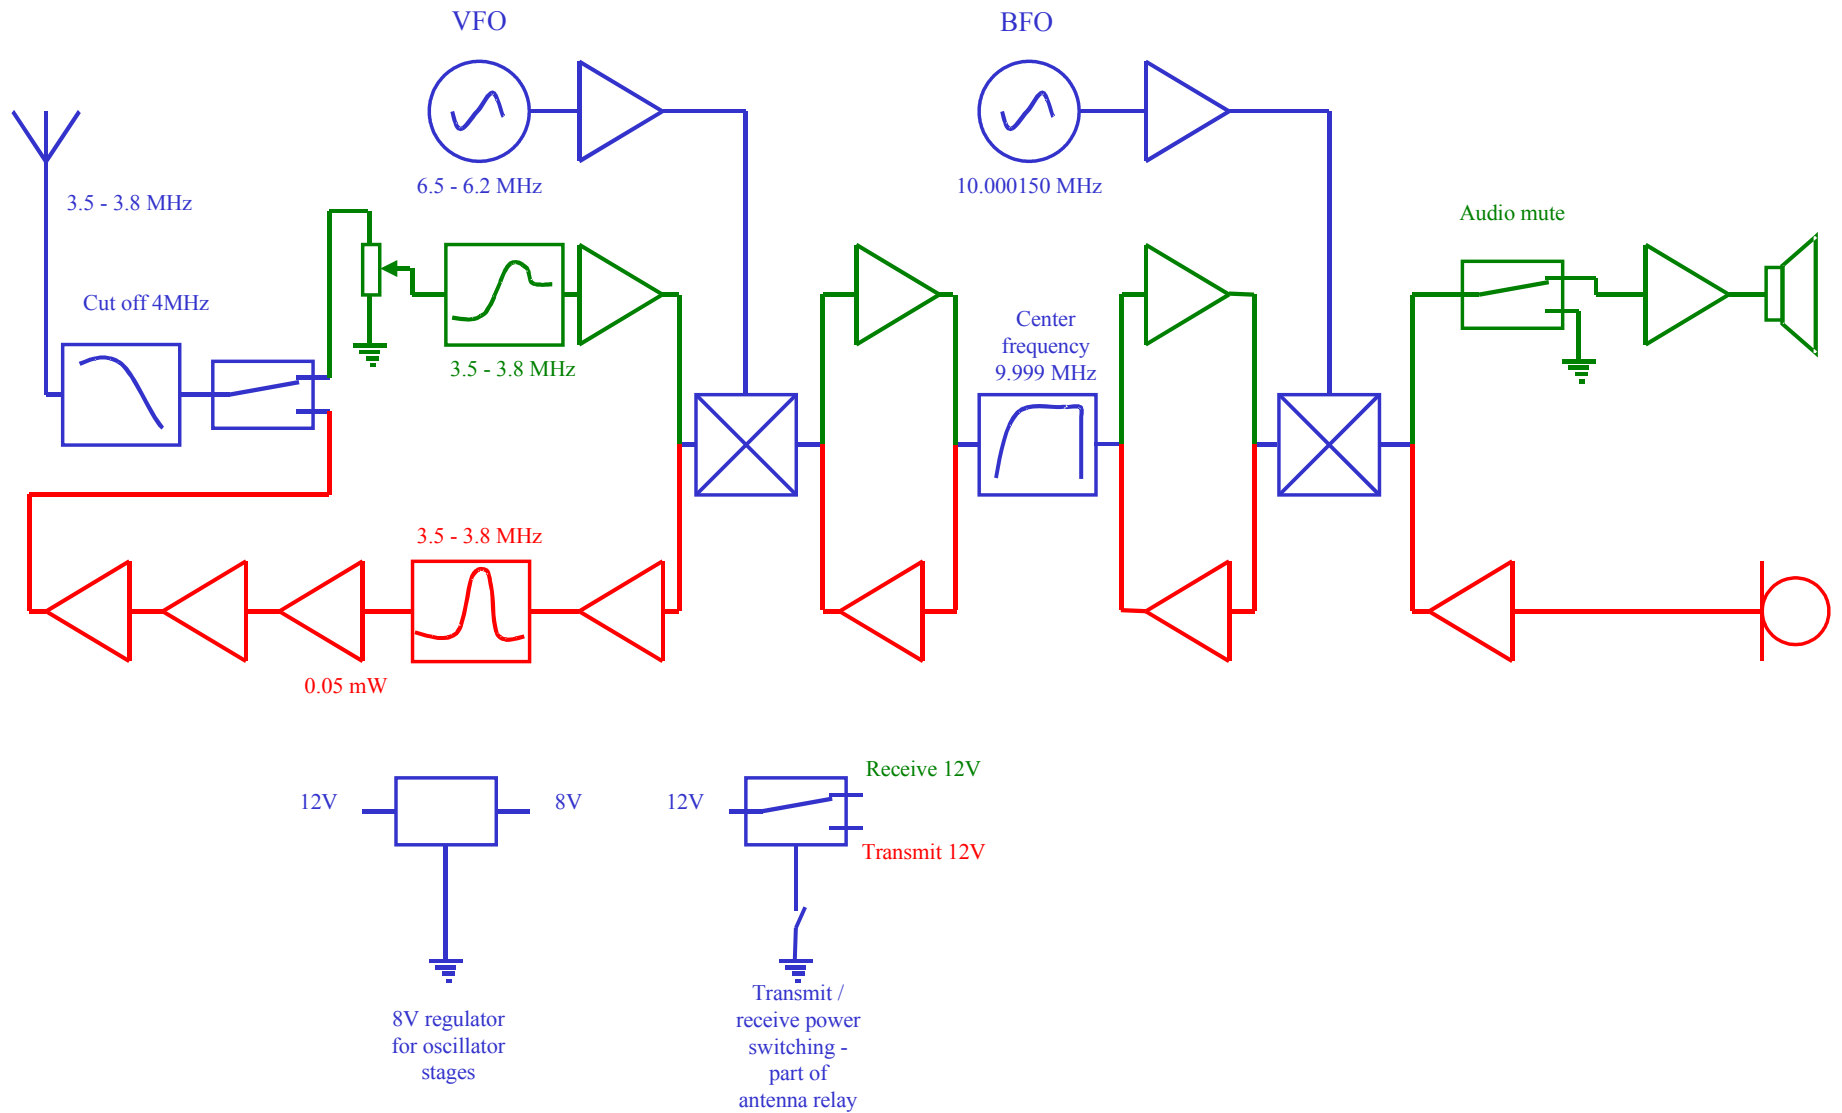 VFO
BFO
6.5 - 6.2 MHz
10.000150 MHz
3.5 - 3.8 MHz
Audio mute
Cut off 4MHz
Center
frequency
9.999 MHz
3.5 - 3.8 MHz
3.5 - 3.8 MHz
0.05 mW
Receive 12V
12V
8V
12V
Transmit 12V
8V regulator
for oscillator
stages
Transmit /
receive power
switching -
part of
antenna relay